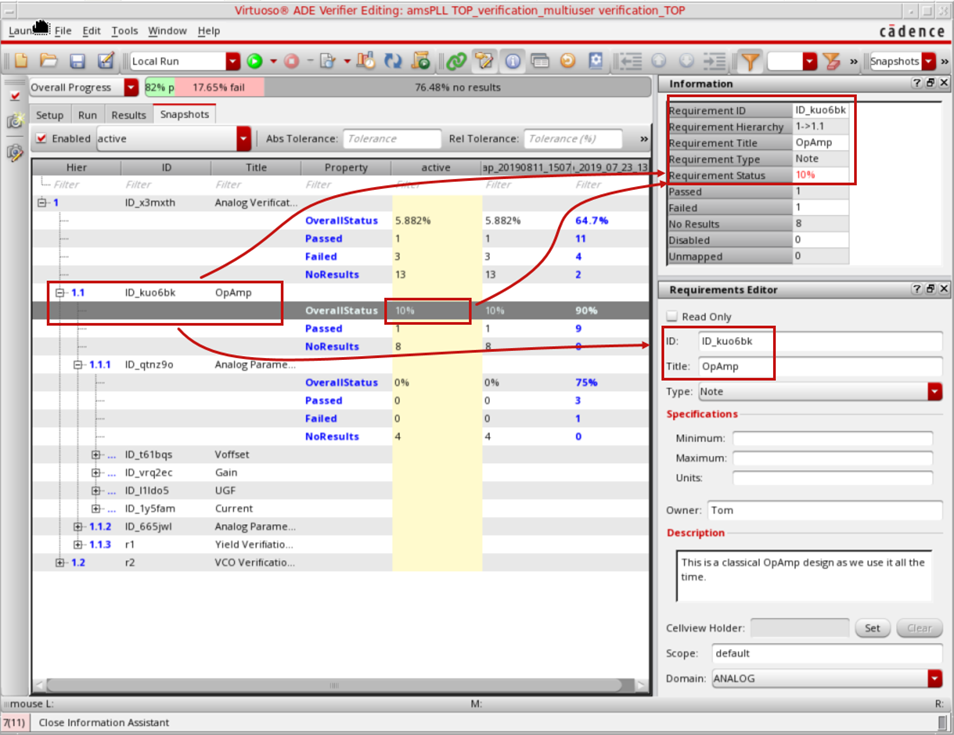 Virtuoso® ADE Verifier Editing: amsPLL TOP_verification_multiuser verification_TOP
Laun File Edit Tools Window Help
cādence
Local Run
Snapshots
»
»
Overall Progress
82% p 17.65% fail 76.48% no results
Setup Run Results Snapshots
Enabled active Abs Tolerance: Tolerance Rel Tolerance: Tolerance (%) »
Hier ID Title Property active ap_20190811_1507 _2019_07_23_13
Filter Filter Filter Filter Filter Filter Filter
1 ID_x3mxth Analog Verificat...
OverallStatus 5.882% 5.882% 64.7%
Passed 1 1 11
Failed 3 3 4
NoResults 13 13 2
1.1 ID_kuo6bk OpAmp
OverallStatus 10% 10% 90%
Passed 1 1 9
NoResults 8 8 0
1.1.1 ID_qtnz9o Analog Parame...
OverallStatus 0% 0% 75%
Passed 0 0 3
Failed 0 0 1
NoResults 4 4 0
... ID_t61bqs Voffset
... ID_vrq2ec Gain
... ID_l1ldo5 UGF
... ID_1y5fam Current
1.1.2 ID_665jwl Analog Parame...
1.1.3 r1 Yield Verifiatio...
1.2 r2 VCO Verificatio...
Information
Requirement ID ID_kuo6bk
Requirement Hierarchy 1->1.1
Requirement Title OpAmp
Requirement Type Note
Requirement Status 10%
Passed 1
Failed 1
No Results 8
Disabled 0
Unmapped 0
Requirements Editor
Read Only
ID: ID_kuo6bk
Title: OpAmp
Type: Note
Specifications
Minimum:
Maximum:
Units:
Owner: Tom
Description
This is a classical OpAmp design as we use it all the
time.
Cellview Holder: Set Clear
Scope: default
Domain: ANALOG
mouse L: M: R:
7(11) Close Information Assistant